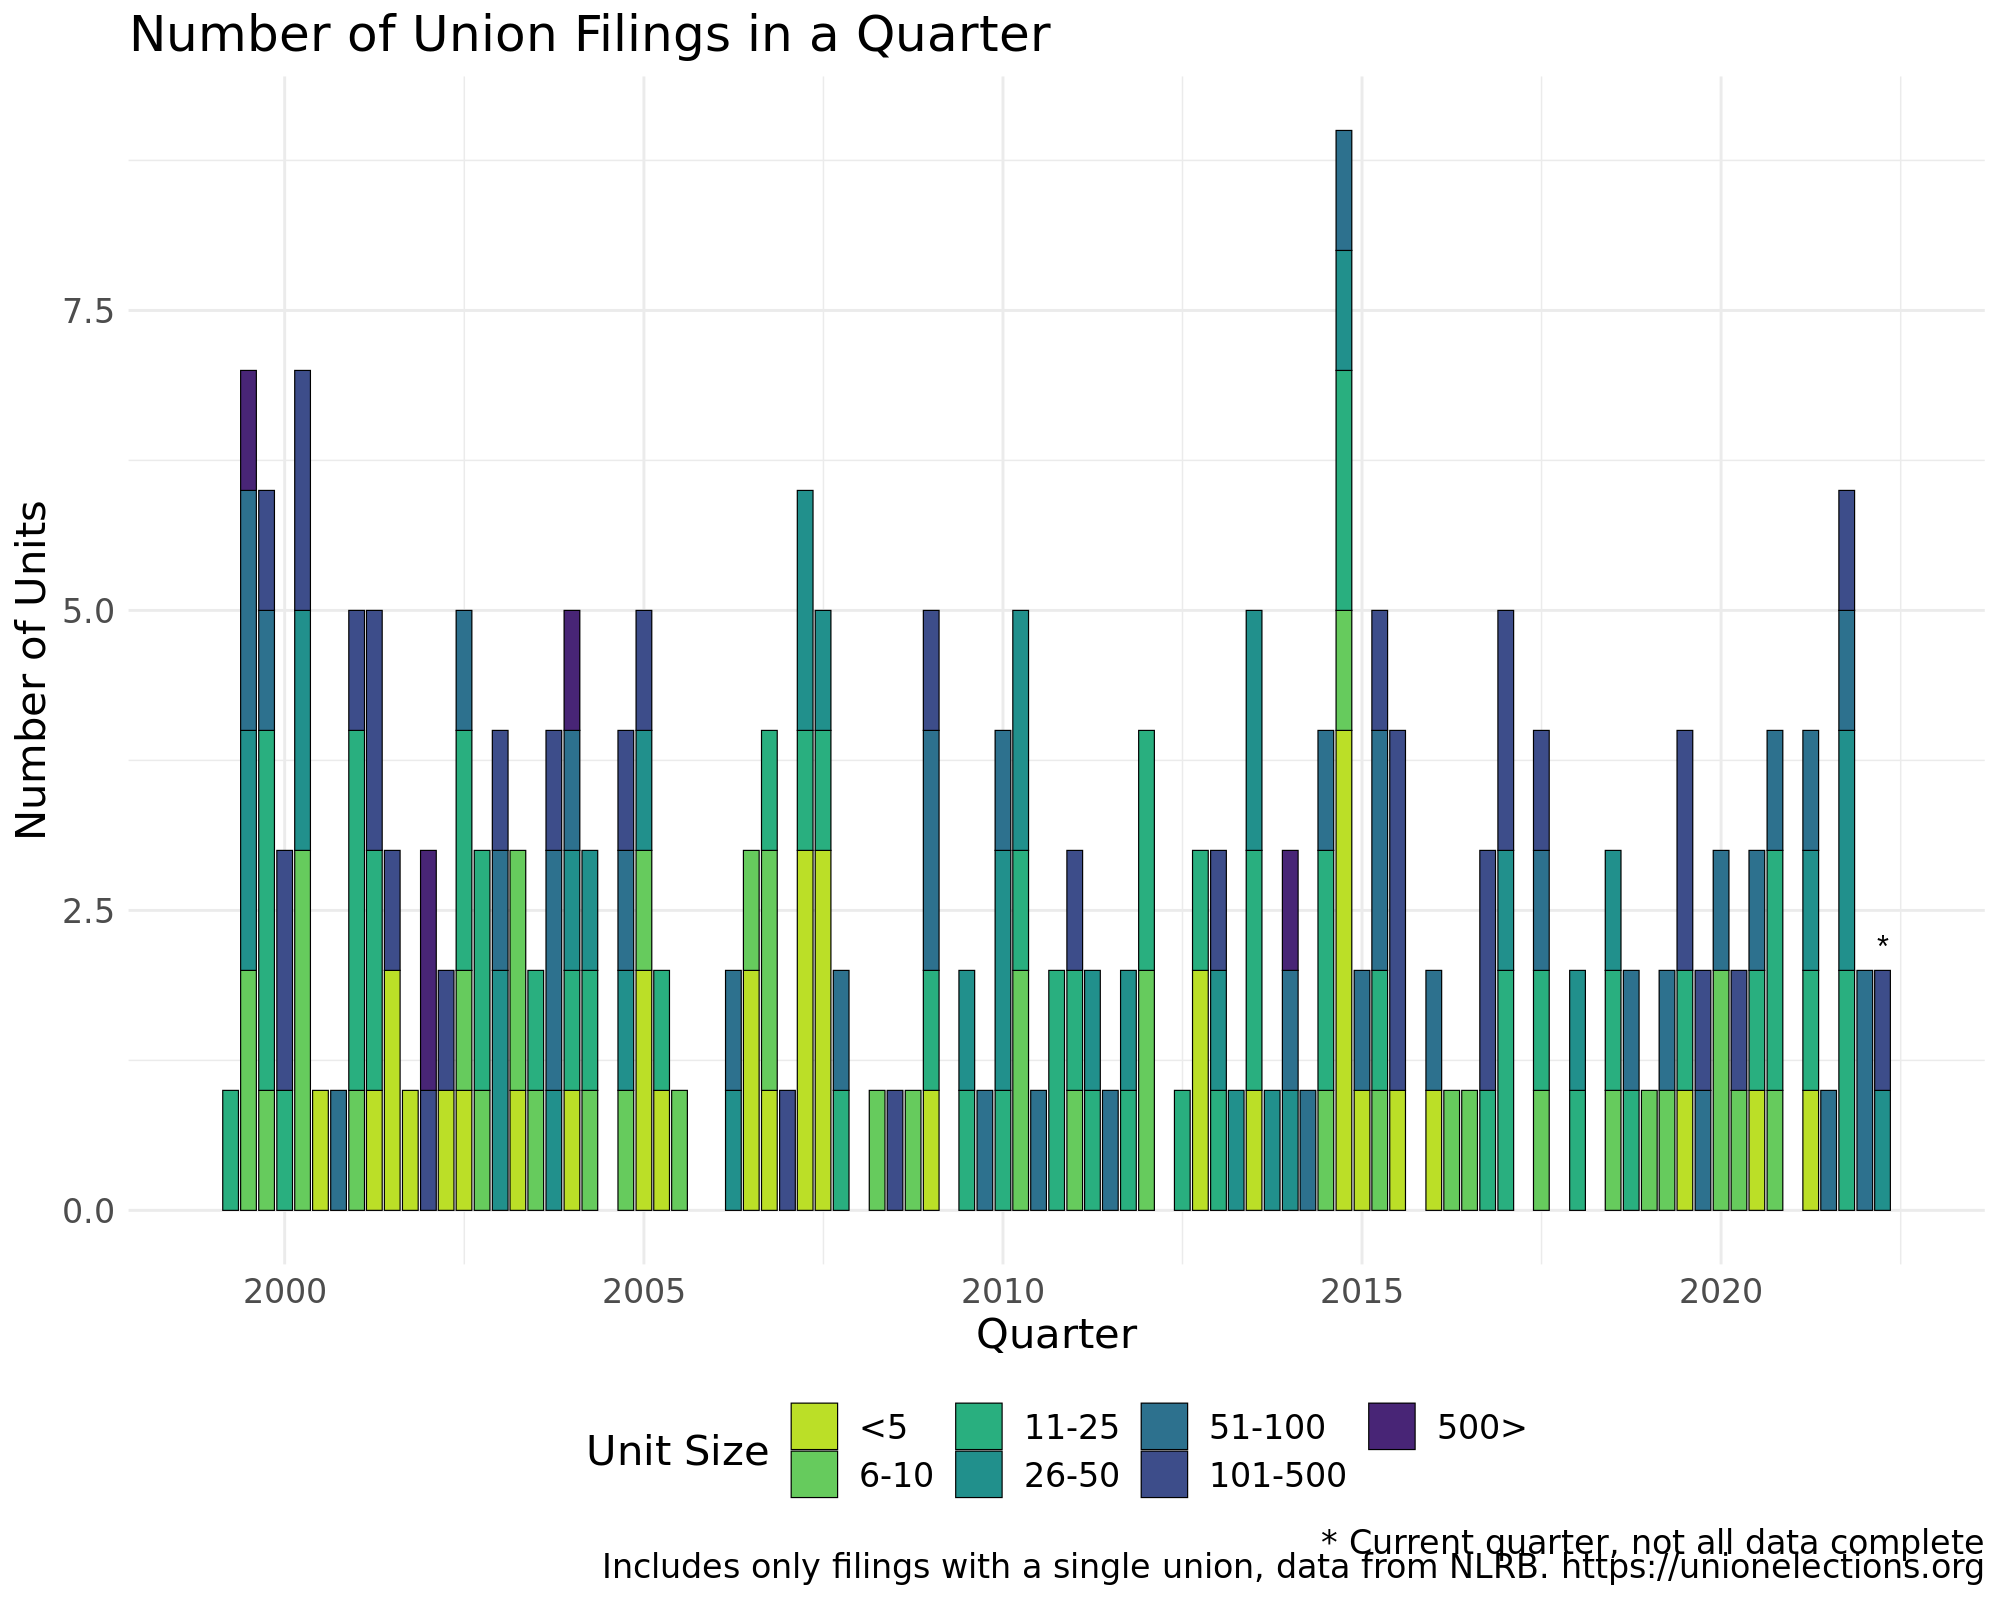 Number of Union Filings in a Quarter
Number of Units
7.5
5.0
2.5
0.0
*
2000 2005 2010 2015 2020
Quarter
Unit Size
<5 11-25 51-100 500>
6-10 26-50 101-500
* Current quarter, not all data complete
Includes only filings with a single union, data from NLRB. https://unionelections.org